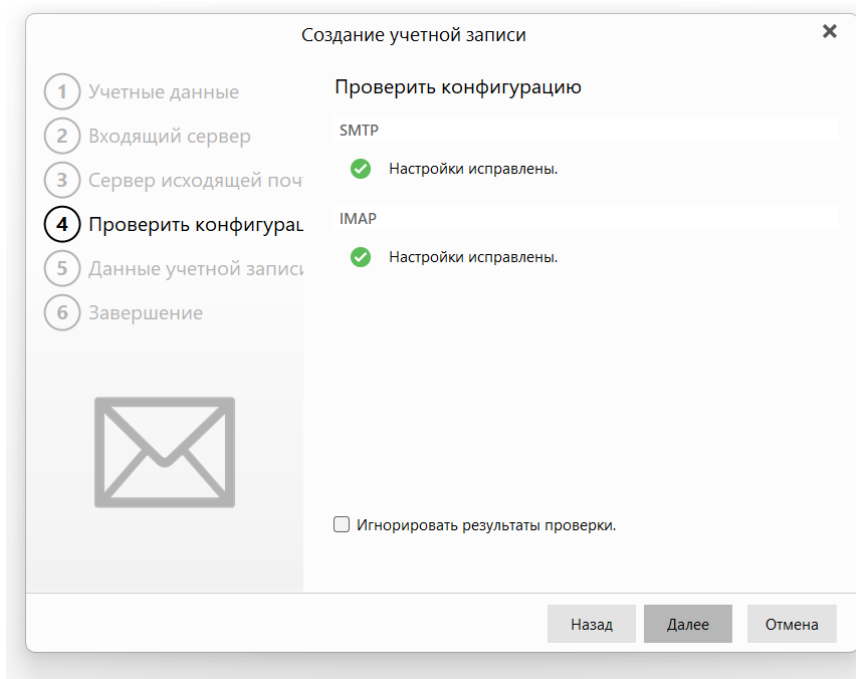 Создание учетной записи
1 Учетные данные
2 Входящий сервер
3 Сервер исходящей поч
4 Проверить конфигурац
5 Данные учетной записи
6 Завершение
Проверить конфигурацию
SMTP
Настройки исправлены.
IMAP
Настройки исправлены.
Игнорировать результаты проверки.
Назад Далее Отмена